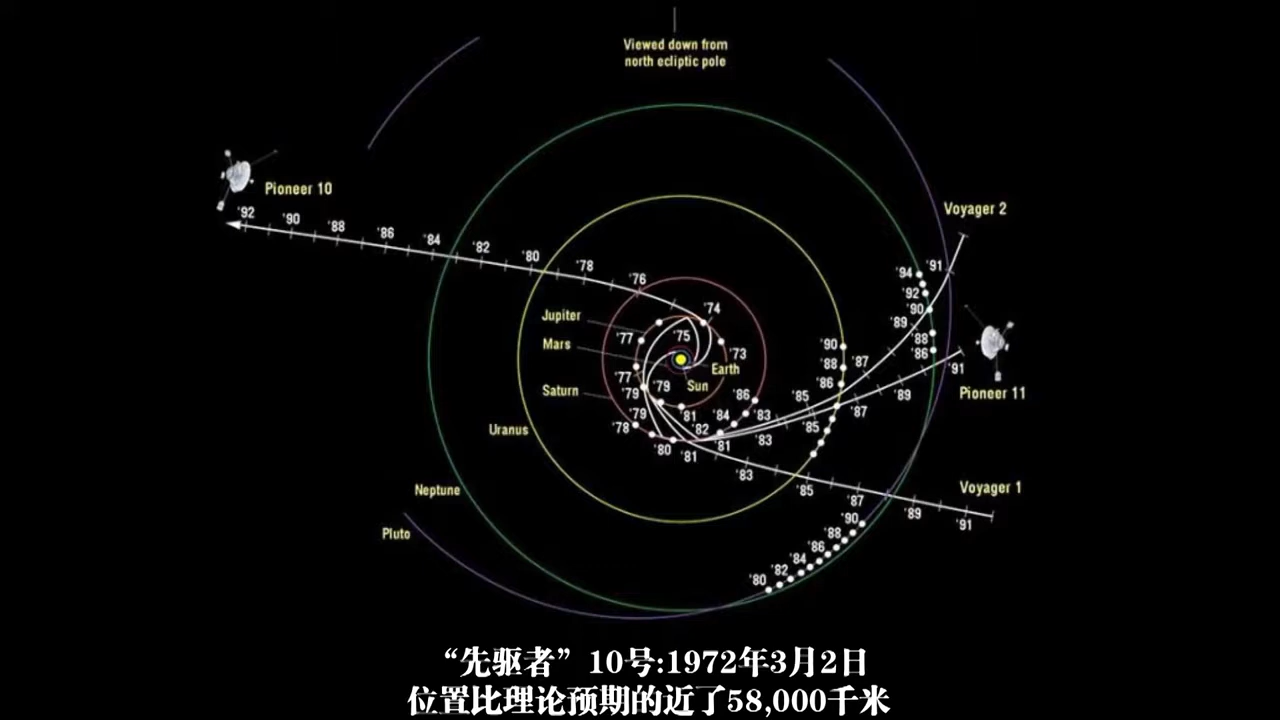 Viewed down from
north ecliptic pole
Pioneer 10
'92 '90 '88 '86 '84 '82 '80 '78 '76 '74
Voyager 2
'94 '91
'92
'90
'89
'88
'86
Jupiter
'77
'75
'73
Mars
Earth
Sun
'90
'88
'86
'87
'91
Pioneer 11
Saturn
'77
'79
'79
'86
'85
'87
'89
'79
'78
'81
'84
'83
'82
'85
'80
'81
'81
'83
Uranus
'83
'85
'87
'89
'91
Voyager 1
Neptune
Pluto
'90
'88
'86
'84
'82
'80
“先驱者”10号:1972年3月2日
位置比理论预期的近了58,000千米